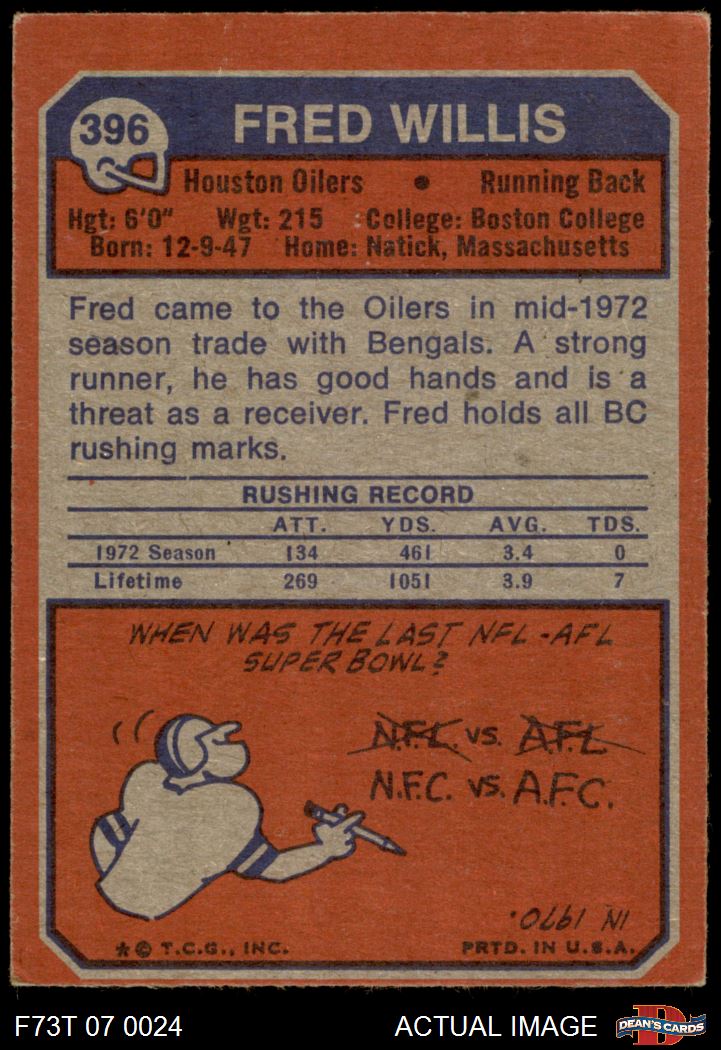 396
FRED WILLIS
Houston Oilers • Running Back
Hgt: 6'0" Wgt: 215 College: Boston College
Born: 12-9-47 Home: Natick, Massachusetts
Fred came to the Oilers in mid-1972
season trade with Bengals. A strong
runner, he has good hands and is a
threat as a receiver. Fred holds all BC
rushing marks.
RUSHING RECORD
ATT. YDS. AVG. TDS.
1972 Season 134 461 3.4 0
Lifetime 269 1051 3.9 7
WHEN WAS THE LAST NFL-AFL
SUPER BOWL?
N.F.L. VS. A.F.L.
N.F.C. VS. A.F.C.
IN 1970.
* © T.C.G., INC. PRTD. IN U.S.A.
F73T 07 0024 ACTUAL IMAGE DEAN'S CARDS